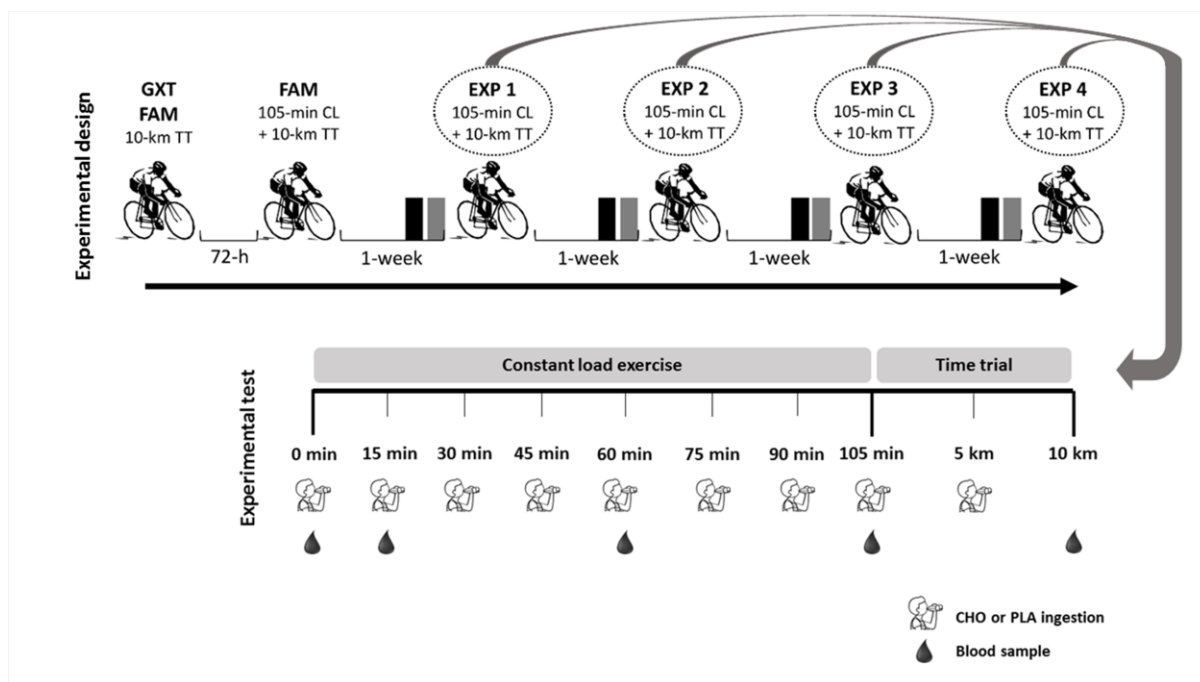 Experimental design
GXT
FAM
10-km TT
FAM
105-min CL
+ 10-km TT
EXP 1
105-min CL
+ 10-km TT
EXP 2
105-min CL
+ 10-km TT
EXP 3
105-min CL
+ 10-km TT
EXP 4
105-min CL
+ 10-km TT
72-h
1-week
1-week
1-week
1-week
Experimental test
Constant load exercise
Time trial
0 min
15 min
30 min
45 min
60 min
75 min
90 min
105 min
5 km
10 km
CHO or PLA ingestion
Blood sample